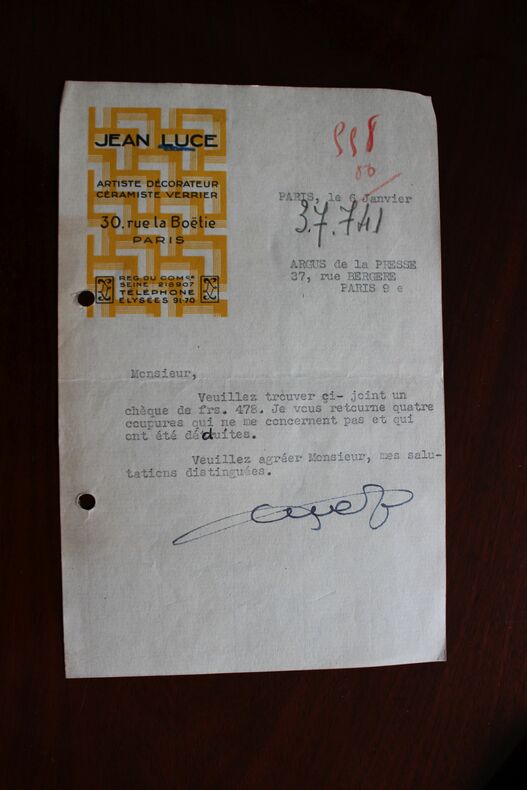 JEAN LUCE
ARTISTE DÉCORATEUR
CÉRAMISTE VERRIER
30, rue la Boëtie
PARIS
REG. DU COMCE
SEINE : 218907
TÉLÉPHONE
ELYSÉES 91-70
PARIS, le 6 Janvier
37.741
ARGUS de la PRESSE
37, rue BERGERE
PARIS 9 e
Monsieur,
Veuillez trouver ci- joint un
chèque de frs. 478. Je vous retourne quatre
coupures qui ne me concernent pas et qui
ont été déduites.
Veuillez agréer Monsieur, mes salu-
tations distinguées.